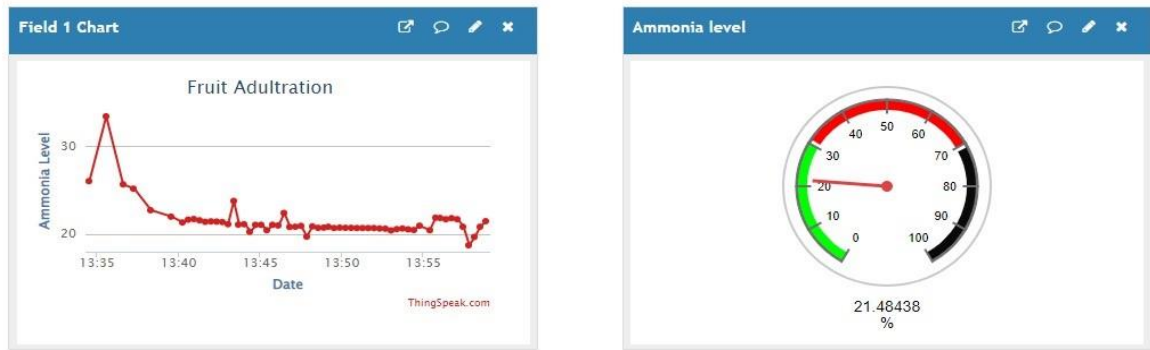 Field 1 Chart
Fruit Adultration
Ammonia Level
30
20
13:35 13:40 13:45 13:50 13:55
Date
ThingSpeak.com
Ammonia level
0
10
20
30
40
50
60
70
80
90
100
21.48438
%